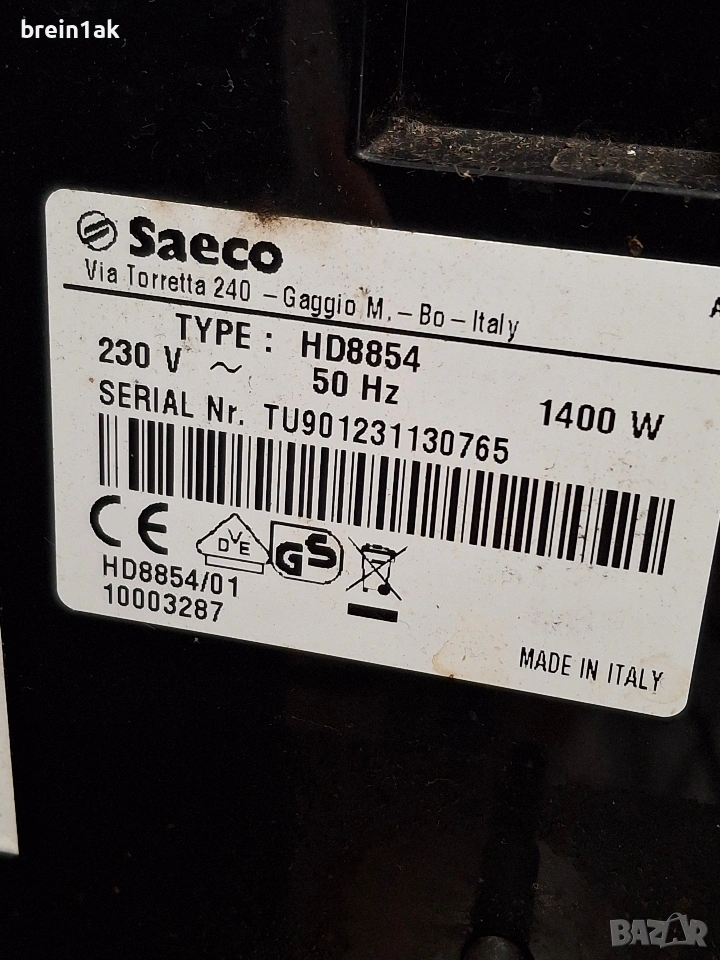 brein1ak
Saeco
Via Torretta 240 – Gaggio M. – Bo – Italy
TYPE : HD8854
230 V ~ 50 Hz 1400 W
SERIAL Nr. TU901231130765
CE DVE GS
HD8854/01
10003287
MADE IN ITALY
BAZAR